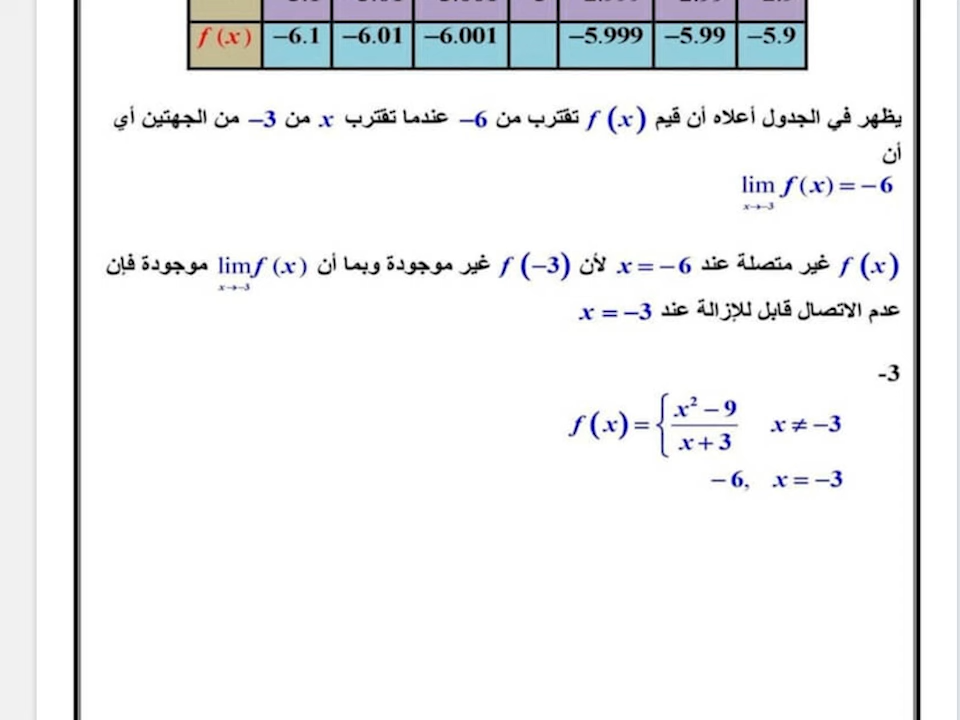 f (x) −6.1 −6.01 −6.001 −5.999 −5.99 −5.9
يظهر في الجدول أعلاه أن قيم f (x) تقترب من −6 عندما تقترب x من −3 من الجهتين أي
أن
lim f (x) = −6
x→−3
f (x) غير متصلة عند x = −6 لأن f (−3) غير موجودة وبما أن lim f (x) موجودة فإن
x→−3
عدم الاتصال قابل للإزالة عند x = −3
-3
f (x) = { x² − 9 / x + 3 x ≠ −3
− 6, x = −3